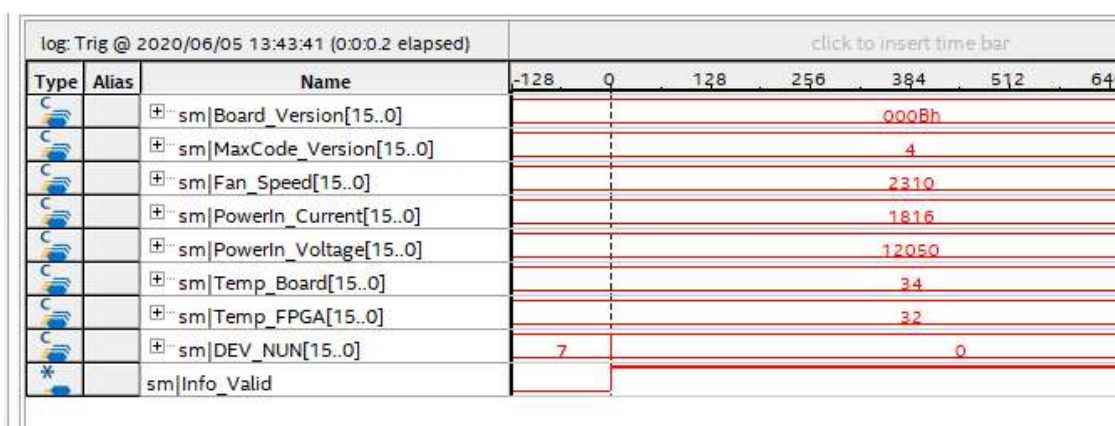 log: Trig @ 2020/06/05 13:43:41 (0:0:0.2 elapsed) click to insert time bar
Type Alias Name -128 0 128 256 384 512 64
C sm|Board_Version[15..0] 000Bh
C sm|MaxCode_Version[15..0] 4
C sm|Fan_Speed[15..0] 2310
C sm|PowerIn_Current[15..0] 1816
C sm|PowerIn_Voltage[15..0] 12050
C sm|Temp_Board[15..0] 34
C sm|Temp_FPGA[15..0] 32
C sm|DEV_NUN[15..0] 7 0
* sm|Info_Valid